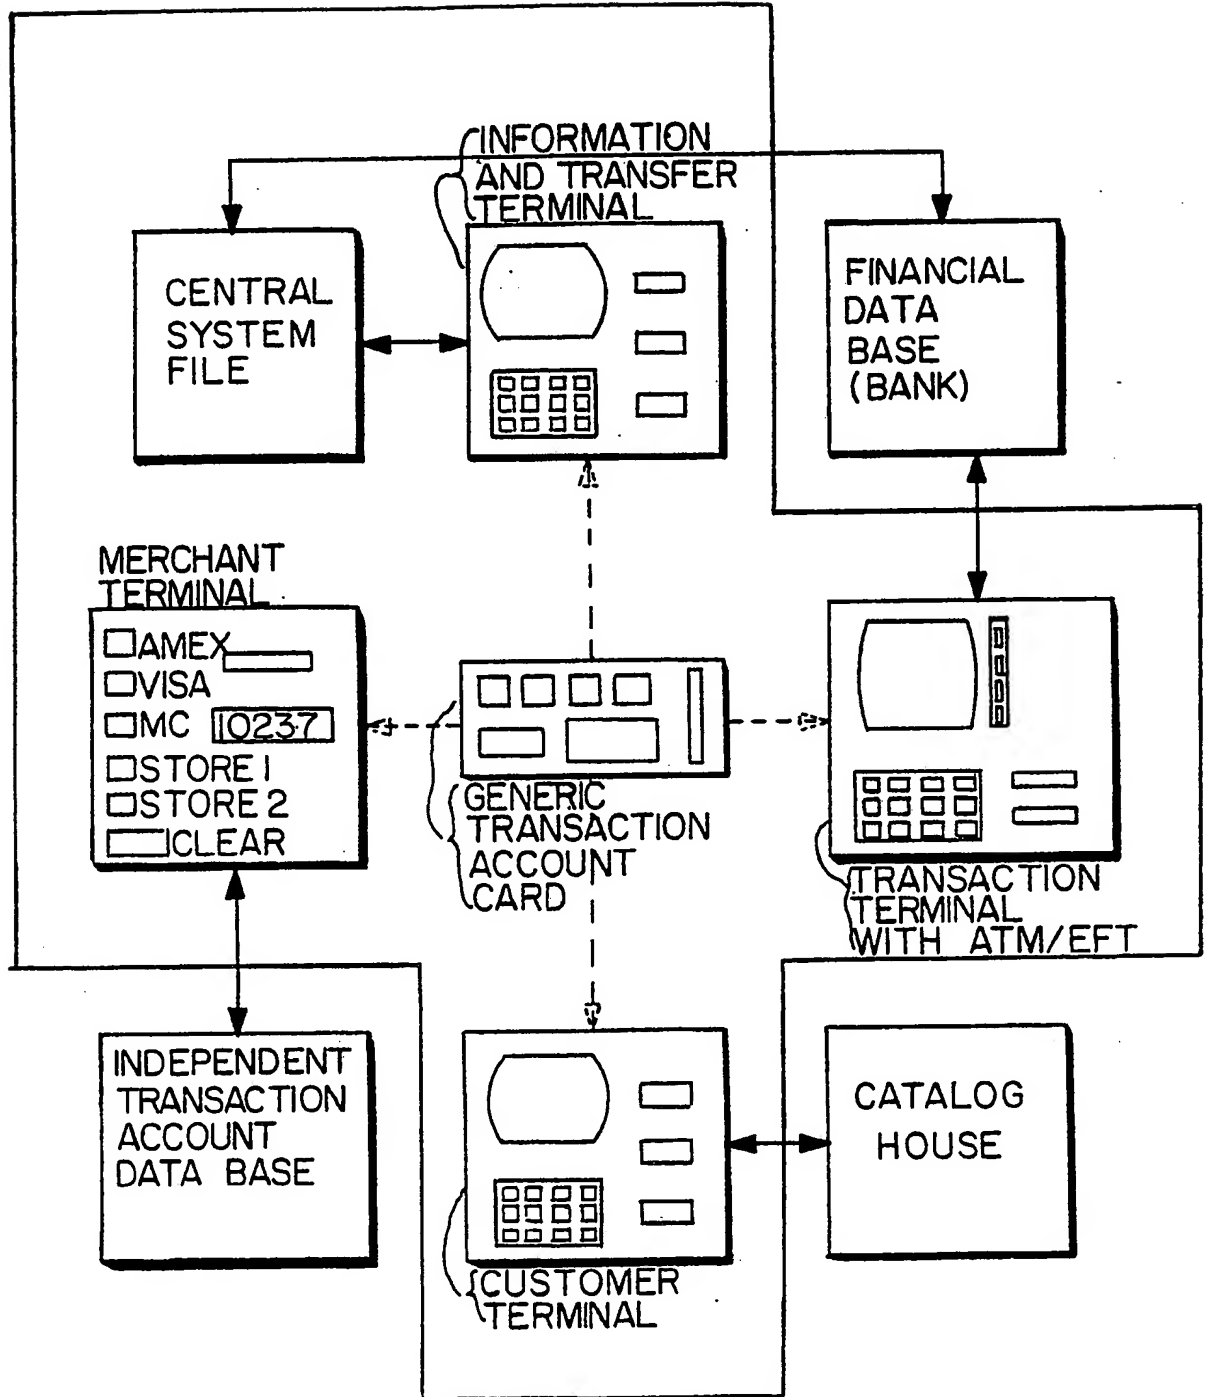 INFORMATION
AND TRANSFER
TERMINAL
CENTRAL
SYSTEM
FILE
FINANCIAL
DATA
BASE
(BANK)
MERCHANT
TERMINAL
AMEX
VISA
MC 10237
STORE 1
STORE 2
CLEAR
GENERIC
TRANSACTION
ACCOUNT
CARD
TRANSACTION
TERMINAL
WITH ATM/EFT
INDEPENDENT
TRANSACTION
ACCOUNT
DATA BASE
CUSTOMER
TERMINAL
CATALOG
HOUSE